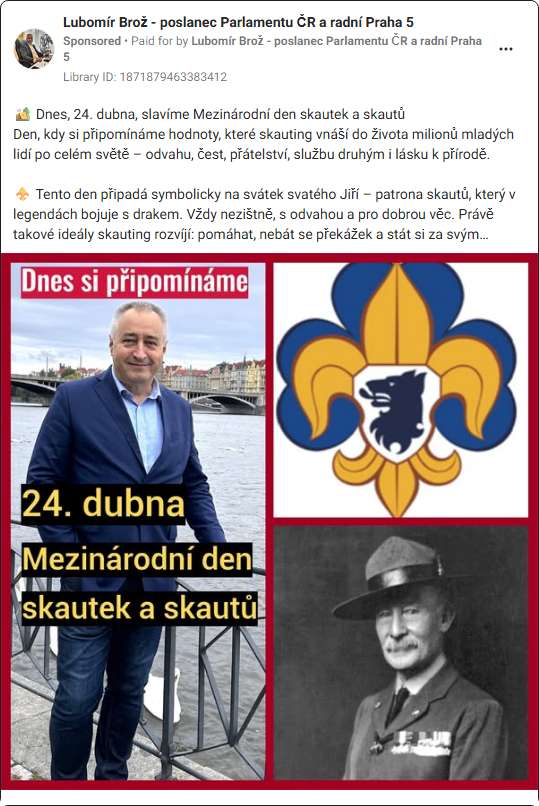 Lubomír Brož - poslanec Parlamentu ČR a radní Praha 5
Sponsored • Paid for by Lubomír Brož - poslanec Parlamentu ČR a radní Praha
5
Library ID: 1871879463383412
🏕️ Dnes, 24. dubna, slavíme Mezinárodní den skautek a skautů
Den, kdy si připomínáme hodnoty, které skauting vnáší do života milionů mladých
lidí po celém světě – odvahu, čest, přátelství, službu druhým i lásku k přírodě.
⚜️ Tento den připadá symbolicky na svátek svatého Jiří – patrona skautů, který v
legendách bojuje s drakem. Vždy nezištně, s odvahou a pro dobrou věc. Právě
takové ideály skauting rozvíjí: pomáhat, nebát se překážek a stát si za svým...
Dnes si připomínáme
24. dubna
Mezinárodní den
skautek a skautů